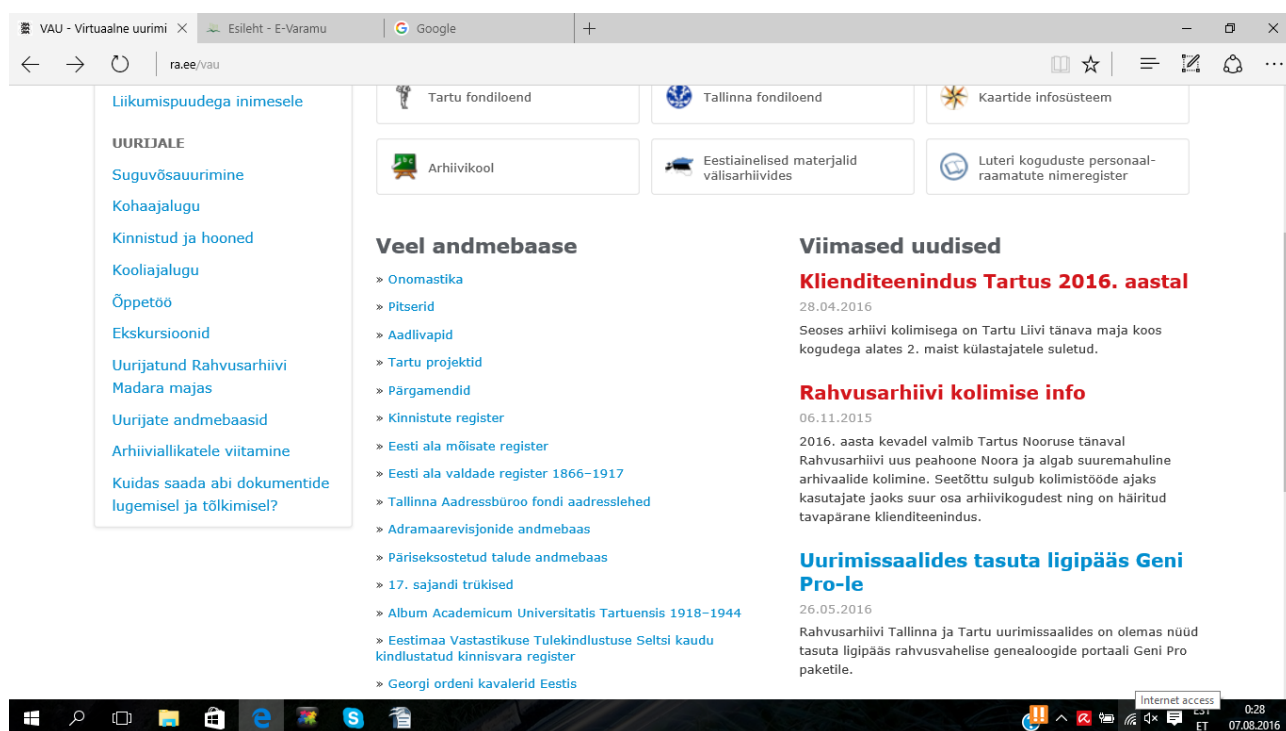 VAU - Virtuaalne uurimi
Esileht - E-Varamu
Google
ra.ee/vau
Liikumispuudega inimesele
UURIJALE
Suguvõsauurimine
Kohaajalugu
Kinnistud ja hooned
Kooliajalugu
Õppetöö
Ekskursioonid
Uurijatund Rahvusarhiivi
Madara majas
Uurijate andmebaasid
Arhiiviallikatele viitamine
Kuidas saada abi dokumentide
lugemisel ja tõlkimisel?
Tartu fondiloend
Tallinna fondiloend
Kaartide infosüsteem
Arhiivikool
Eestiainelised materjalid
välisarhiivides
Luteri koguduste personaal-
raamatute nimeregister
Veel andmebaase
» Onomastika
» Pitserid
» Aadlivapid
» Tartu projektid
» Pärgamendid
» Kinnistute register
» Eesti ala mõisate register
» Eesti ala valdade register 1866–1917
» Tallinna Aadressbüroo fondi aadresslehed
» Adramaarevisjonide andmebaas
» Päriseksostetud talude andmebaas
» 17. sajandi trükised
» Album Academicum Universitatis Tartuensis 1918–1944
» Eestimaa Vastastikuse Tulekindlustuse Seltsi kaudu
kindlustatud kinnisvara register
» Georgi ordeni kavalerid Eestis
Viimased uudised
Klienditeenindus Tartus 2016. aastal
28.04.2016
Seoses arhiivi kolimisega on Tartu Liivi tänava maja koos
kogudega alates 2. maist külastajatele suletud.
Rahvusarhiivi kolimise info
06.11.2015
2016. aasta kevadel valmib Tartus Nooruse tänaval
Rahvusarhiivi uus peahoone Noora ja algab suuremahuline
arhivaalide kolimine. Seetõttu sulgub kolimistööde ajaks
kasutajate jaoks suur osa arhiivikogudest ning on häiritud
tavapärane klienditeenindus.
Uurimissaalides tasuta ligipääs Geni
Pro-le
26.05.2016
Rahvusarhiivi Tallinna ja Tartu uurimissaalides on olemas nüüd
tasuta ligipääs rahvusvahelise genealoogide portaali Geni Pro
paketile.
Internet access
EST
ET
0:28
07.08.2016